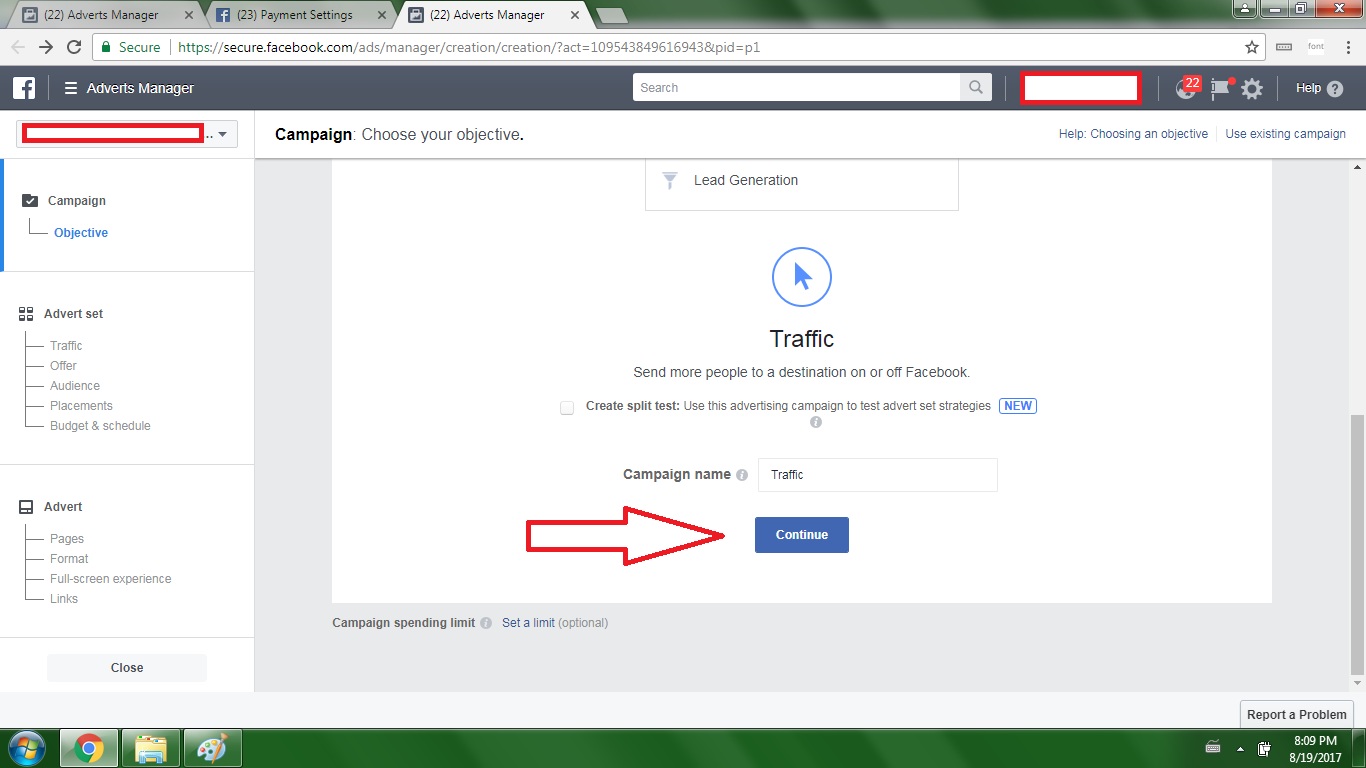 (22) Adverts Manager
(23) Payment Settings
(22) Adverts Manager
Secure
https://secure.facebook.com/ads/manager/creation/creation/?act=109543849616943&pid=p1
font
Adverts Manager
Search
22
Help
..
Campaign: Choose your objective.
Help: Choosing an objective
Use existing campaign
Campaign
Objective
Advert set
Traffic
Offer
Audience
Placements
Budget & schedule
Advert
Pages
Format
Full-screen experience
Links
Close
Lead Generation
Traffic
Send more people to a destination on or off Facebook.
Create split test: Use this advertising campaign to test advert set strategies NEW
Campaign name
Traffic
Continue
Campaign spending limit
Set a limit (optional)
Report a Problem
8:09 PM
8/19/2017